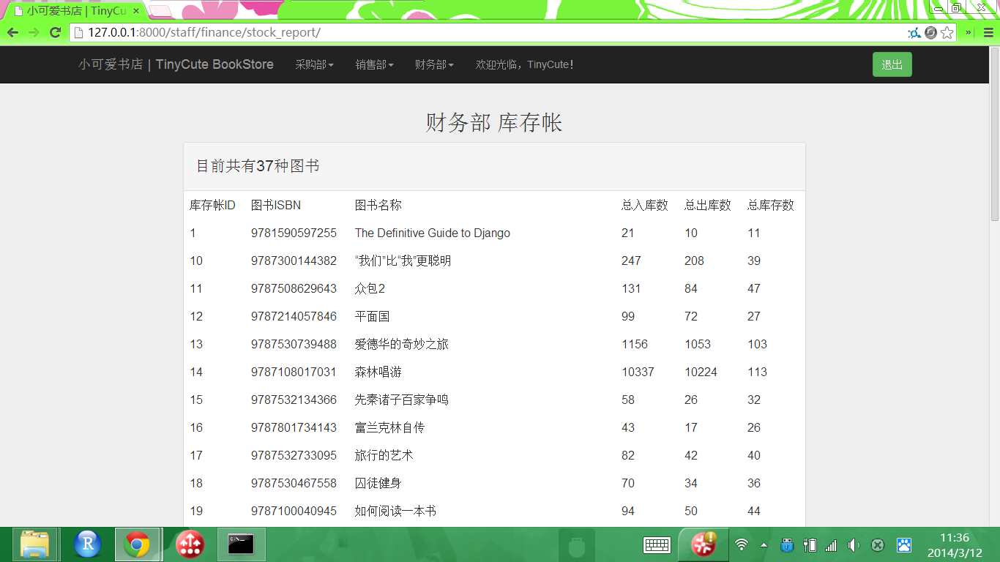 小可爱书店 | TinyCu
127.0.0.1:8000/staff/finance/stock_report/
小可爱书店 | TinyCute BookStore 采购部 销售部 财务部 欢迎光临，TinyCute! 退出
财务部 库存帐
目前共有37种图书
库存帐ID 图书ISBN 图书名称 总入库数 总出库数 总库存数
1 9781590597255 The Definitive Guide to Django 21 10 11
10 9787300144382 “我们”比“我”更聪明 247 208 39
11 9787508629643 众包2 131 84 47
12 9787214057846 平面国 99 72 27
13 9787530739488 爱德华的奇妙之旅 1156 1053 103
14 9787108017031 森林唱游 10337 10224 113
15 9787532134366 先秦诸子百家争鸣 58 26 32
16 9787801734143 富兰克林自传 43 17 26
17 9787532733095 旅行的艺术 82 42 40
18 9787530467558 囚徒健身 70 34 36
19 9787100040945 如何阅读一本书 94 50 44
R
11:36
2014/3/12